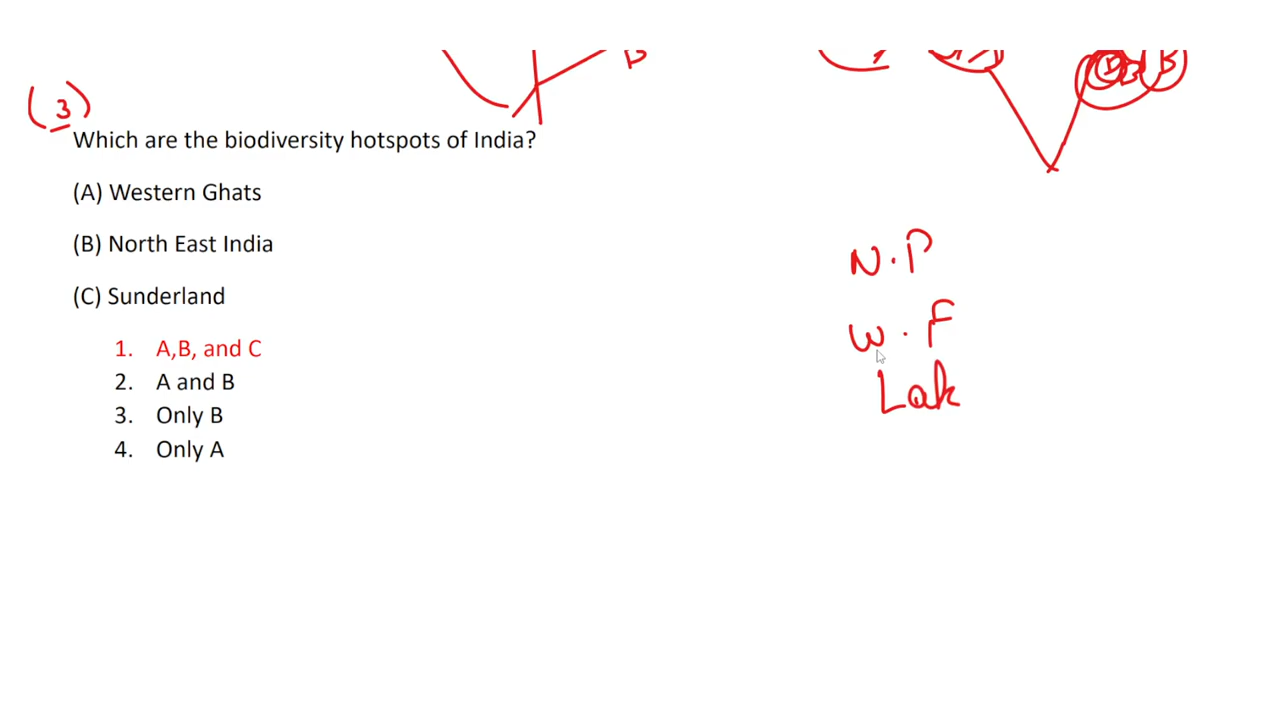 (3)
Which are the biodiversity hotspots of India?
(A) Western Ghats
(B) North East India
(C) Sunderland
1. A,B, and C
2. A and B
3. Only B
4. Only A
N.P
W.F
Lak